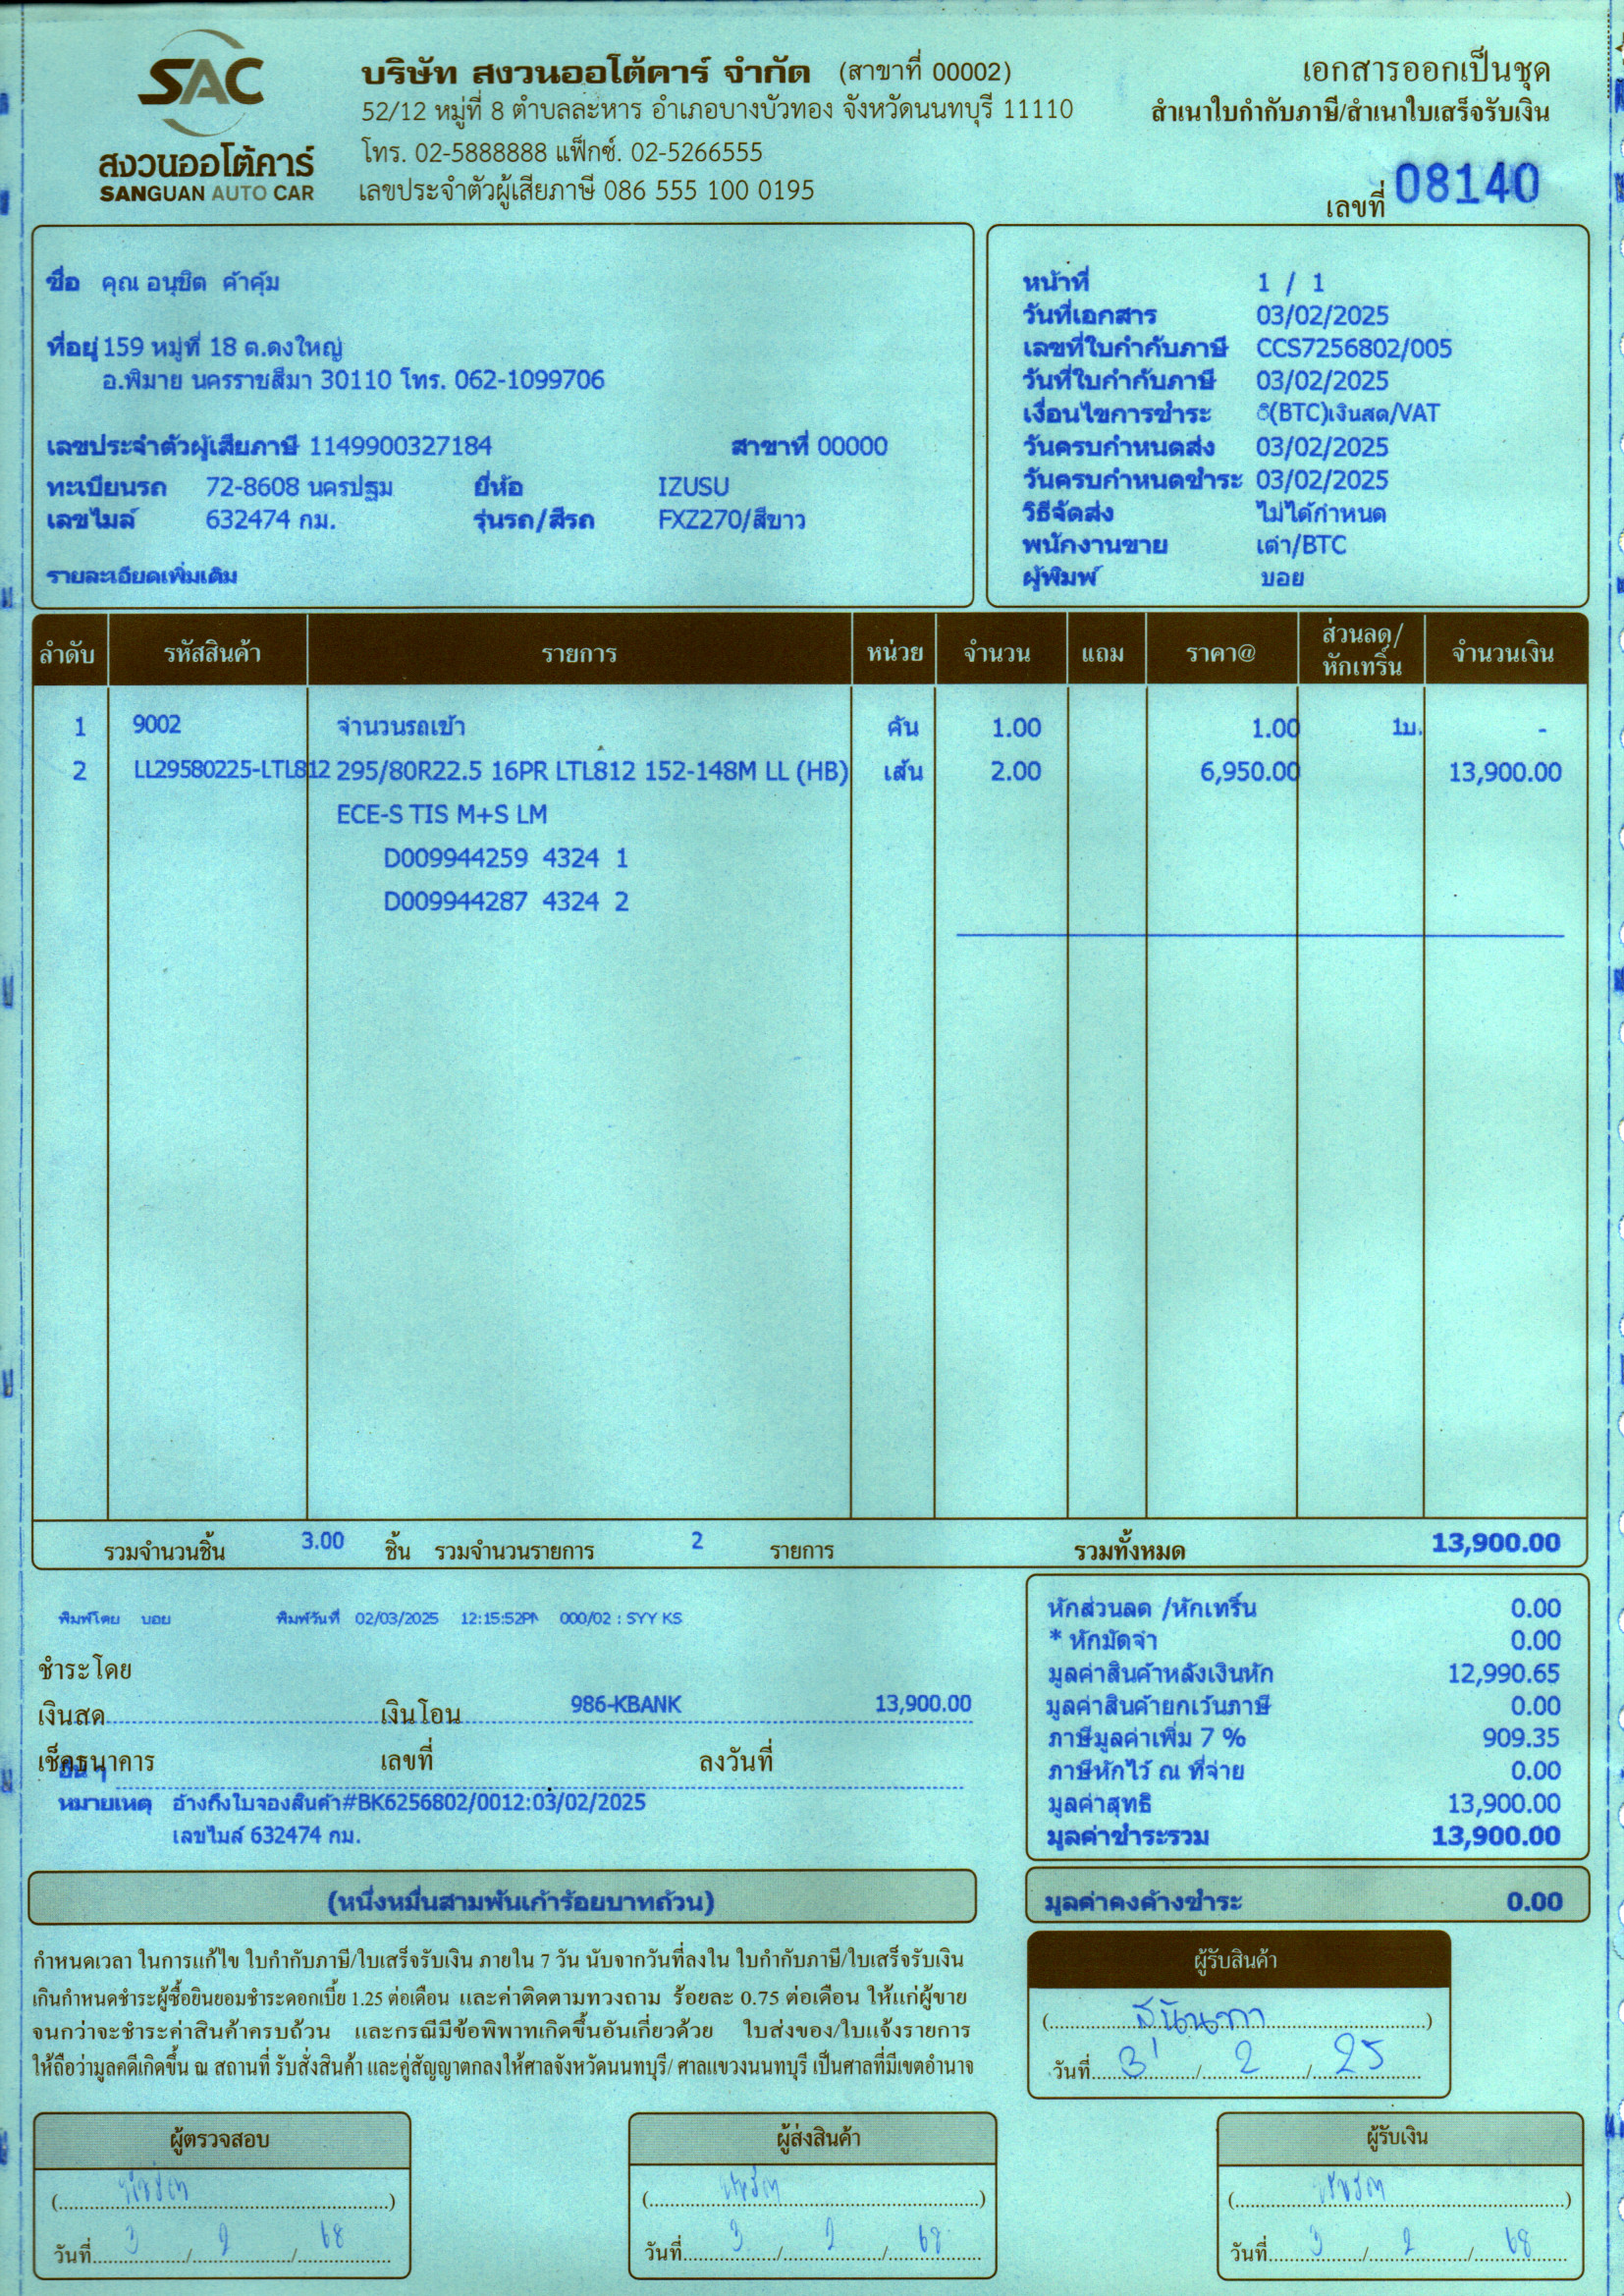 SAC
สงวนออโต้คาร์
SANGUAN AUTO CAR
บริษัท สงวนออโต้คาร์ จำกัด (สาขาที่ 00002)
52/12 หมู่ที่ 8 ตำบลละหาร อำเภอบางบัวทอง จังหวัดนนทบุรี 11110
โทร. 02-5888888 แฟ็กซ์. 02-5266555
เลขประจำตัวผู้เสียภาษี 086 555 100 0195
เอกสารออกเป็นชุด
สำเนาใบกำกับภาษี/สำเนาใบเสร็จรับเงิน
เลขที่ 08140
ชื่อ คุณ อนุชิต ค้าคุ้ม
ที่อยู่ 159 หมู่ที่ 18 ต.ดงใหญ่
อ.พิมาย นครราชสีมา 30110 โทร. 062-1099706
เลขประจำตัวผู้เสียภาษี 1149900327184 สาขาที่ 00000
ทะเบียนรถ 72-8608 นครปฐม ยี่ห้อ IZUSU
เลขไมล์ 632474 กม. รุ่นรถ/สีรถ FXZ270/สีขาว
รายละเอียดเพิ่มเติม
หน้าที่ 1 / 1
วันที่เอกสาร 03/02/2025
เลขที่ใบกำกับภาษี CCS7256802/005
วันที่ใบกำกับภาษี 03/02/2025
เงื่อนไขการชำระ ิ(BTC)เงินสด/VAT
วันครบกำหนดส่ง 03/02/2025
วันครบกำหนดชำระ 03/02/2025
วิธีจัดส่ง ไม่ได้กำหนด
พนักงานขาย เต่า/BTC
ผู้พิมพ์ บอย
ลำดับ รหัสสินค้า รายการ หน่วย จำนวน แถม ราคา@ ส่วนลด/หักเทริ์น จำนวนเงิน
1 9002 จำนวนรถเข้า คัน 1.00 1.00 1บ. -
2 LL29580225-LTL812 295/80R22.5 16PR LTL812 152-148M LL (HB) เส้น 2.00 6,950.00 13,900.00
ECE-S TIS M+S LM
D009944259 4324 1
D009944287 4324 2
รวมจำนวนชิ้น 3.00 ชิ้น รวมจำนวนรายการ 2 รายการ รวมทั้งหมด 13,900.00
พิมพ์โดย บอย พิมพ์วันที่ 02/03/2025 12:15:52PM 000/02 : SYY KS
ชำระโดย
เงินสด เงินโอน 986-KBANK 13,900.00
เช็คธนาคาร เลขที่ ลงวันที่
อื่น ๆ
หมายเหตุ อ้างถึงใบจองสินค้า#BK6256802/0012:03/02/2025
เลขไมล์ 632474 กม.
หักส่วนลด /หักเทริ์น 0.00
* หักมัดจำ 0.00
มูลค่าสินค้าหลังเงินหัก 12,990.65
มูลค่าสินค้ายกเว้นภาษี 0.00
ภาษีมูลค่าเพิ่ม 7 % 909.35
ภาษีหักไว้ ณ ที่จ่าย 0.00
มูลค่าสุทธิ 13,900.00
มูลค่าชำระรวม 13,900.00
(หนึ่งหมื่นสามพันเก้าร้อยบาทถ้วน)
มูลค่าคงค้างชำระ 0.00
กำหนดเวลา ในการแก้ไข ใบกำกับภาษี/ใบเสร็จรับเงิน ภายใน 7 วัน นับจากวันที่ลงใน ใบกำกับภาษี/ใบเสร็จรับเงิน
เกินกำหนดชำระผู้ซื้อยินยอมชำระดอกเบี้ย 1.25 ต่อเดือน และค่าติดตามทวงถาม ร้อยละ 0.75 ต่อเดือน ให้แก่ผู้ขาย
จนกว่าจะชำระค่าสินค้าครบถ้วน และกรณีมีข้อพิพาทเกิดขึ้นอันเกี่ยวด้วย ใบส่งของ/ใบแจ้งรายการ
ให้ถือว่ามูลคดีเกิดขึ้น ณ สถานที่ รับสั่งสินค้า และคู่สัญญาตกลงให้ศาลจังหวัดนนทบุรี/ ศาลแขวงนนทบุรี เป็นศาลที่มีเขตอำนาจ
ผู้รับสินค้า
(สุนันทา)
วันที่ 3 / 2 / 25
ผู้ตรวจสอบ
วันที่ 3 / 2 / 68
ผู้ส่งสินค้า
วันที่ 3 / 2 / 68
ผู้รับเงิน
วันที่ 3 / 2 / 68